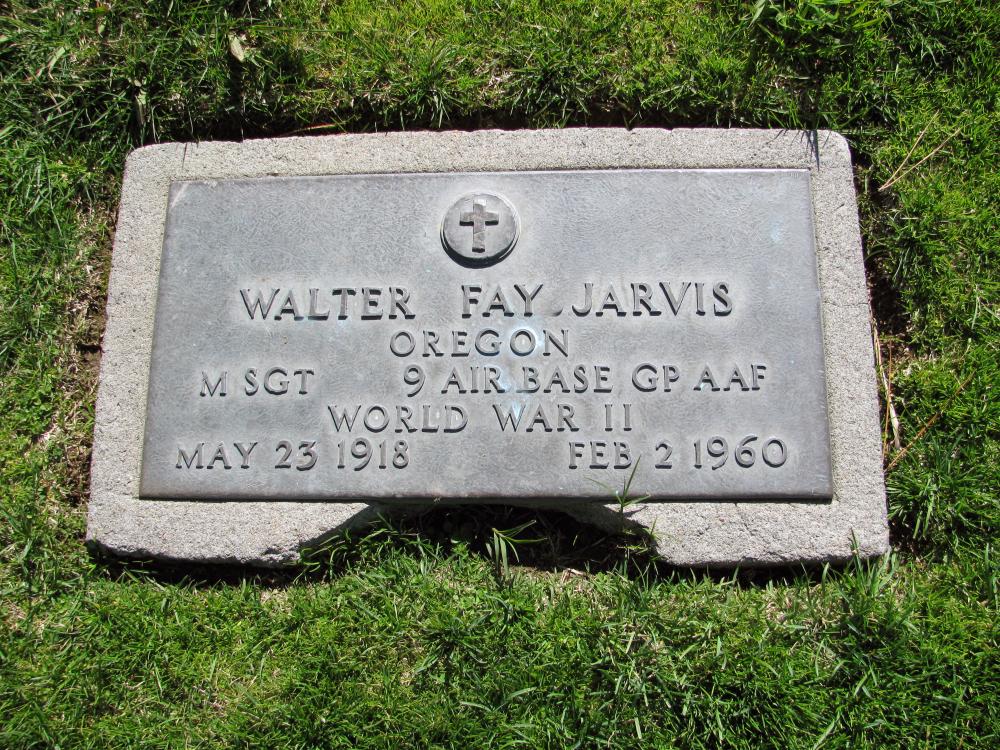 WALTER FAY JARVIS
OREGON
M SGT 9 AIR BASE GP AAF
WORLD WAR II
MAY 23 1918 FEB 2 1960